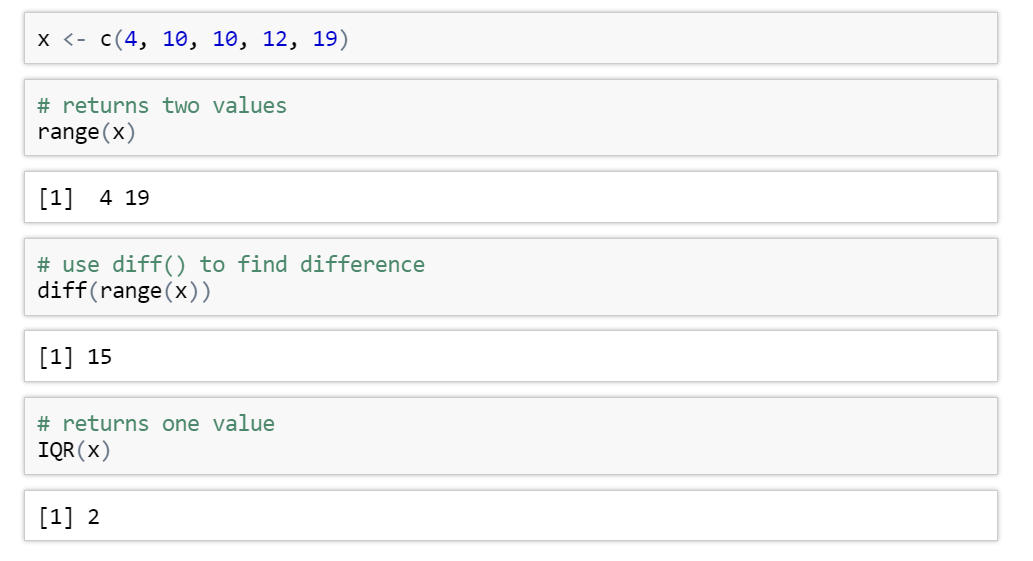 x <- c(4, 10, 10, 12, 19)
# returns two values
range(x)
[1]  4 19
# use diff() to find difference
diff(range(x))
[1] 15
# returns one value
IQR(x)
[1] 2